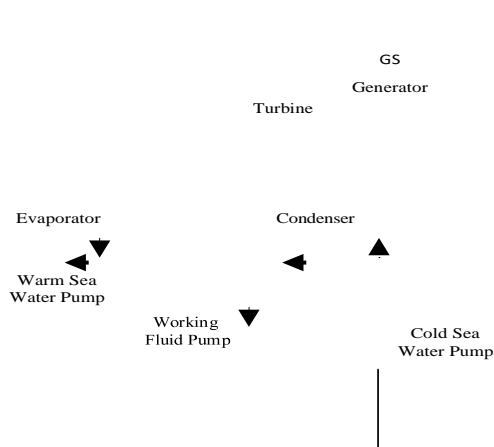 GS
Generator
Turbine
Evaporator
Condenser
Warm Sea
Water Pump
Working
Fluid Pump
Cold Sea
Water Pump